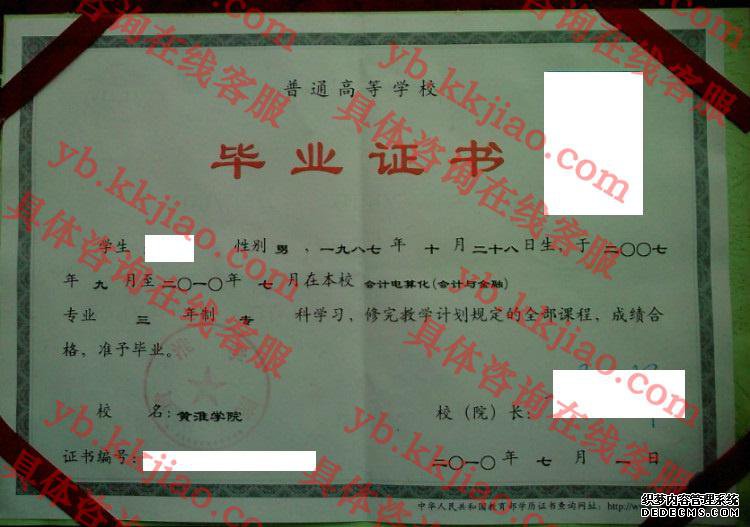 普通高等学校
毕业证书
学生 性别 男 ，一九八七 年 十 月 二十八 日生，于 二〇〇七
年 九 月至 二〇一〇 年 七 月在本校 会计电算化(会计与金融)
专业 三 年制 专 科学习，修完教学计划规定的全部课程，成绩合
格，准予毕业。
校 名：黄淮学院
校（院）长：
证书编号：
二〇一〇 年 七 月 一 日
中华人民共和国教育部学历证书查询网址：http://w
yb.kkjiao.com
具体咨询在线客服
织梦内容管理系统
DEDECMS.COM